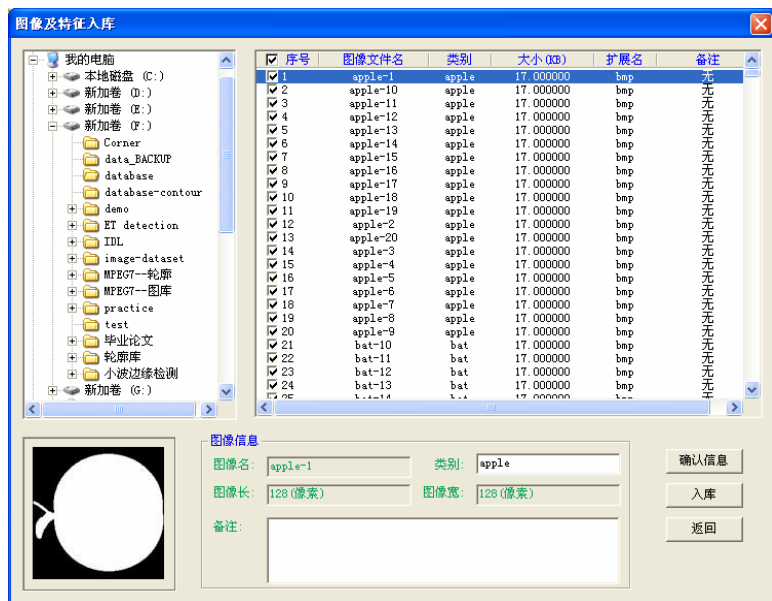 图像及特征入库
我的电脑
本地磁盘 (C:)
新加卷 (D:)
新加卷 (E:)
新加卷 (F:)
Corner
data_BACKUP
database
database-contour
demo
ET detection
IDL
image-dataset
MPEG7--轮廓
MPEG7--图库
practice
test
毕业论文
轮廓库
小波边缘检测
新加卷 (G:)
序号 图像文件名 类别 大小(KB) 扩展名 备注
1 apple-1 apple 17.000000 bmp 无
2 apple-10 apple 17.000000 bmp 无
3 apple-11 apple 17.000000 bmp 无
4 apple-12 apple 17.000000 bmp 无
5 apple-13 apple 17.000000 bmp 无
6 apple-14 apple 17.000000 bmp 无
7 apple-15 apple 17.000000 bmp 无
8 apple-16 apple 17.000000 bmp 无
9 apple-17 apple 17.000000 bmp 无
10 apple-18 apple 17.000000 bmp 无
11 apple-19 apple 17.000000 bmp 无
12 apple-2 apple 17.000000 bmp 无
13 apple-20 apple 17.000000 bmp 无
14 apple-3 apple 17.000000 bmp 无
15 apple-4 apple 17.000000 bmp 无
16 apple-5 apple 17.000000 bmp 无
17 apple-6 apple 17.000000 bmp 无
18 apple-7 apple 17.000000 bmp 无
19 apple-8 apple 17.000000 bmp 无
20 apple-9 apple 17.000000 bmp 无
21 bat-10 bat 17.000000 bmp 无
22 bat-11 bat 17.000000 bmp 无
23 bat-12 bat 17.000000 bmp 无
24 bat-13 bat 17.000000 bmp 无
25 bat-14 bat 17.000000 bmp 无
图像信息
图像名: apple-1 类别: apple
图像长: 128(像素) 图像宽: 128(像素)
备注:
确认信息
入库
返回